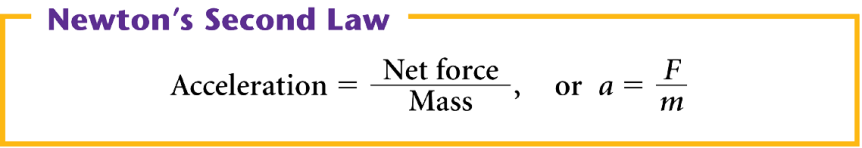 Newton's Second Law
Acceleration = Net force / Mass, or a = F / m